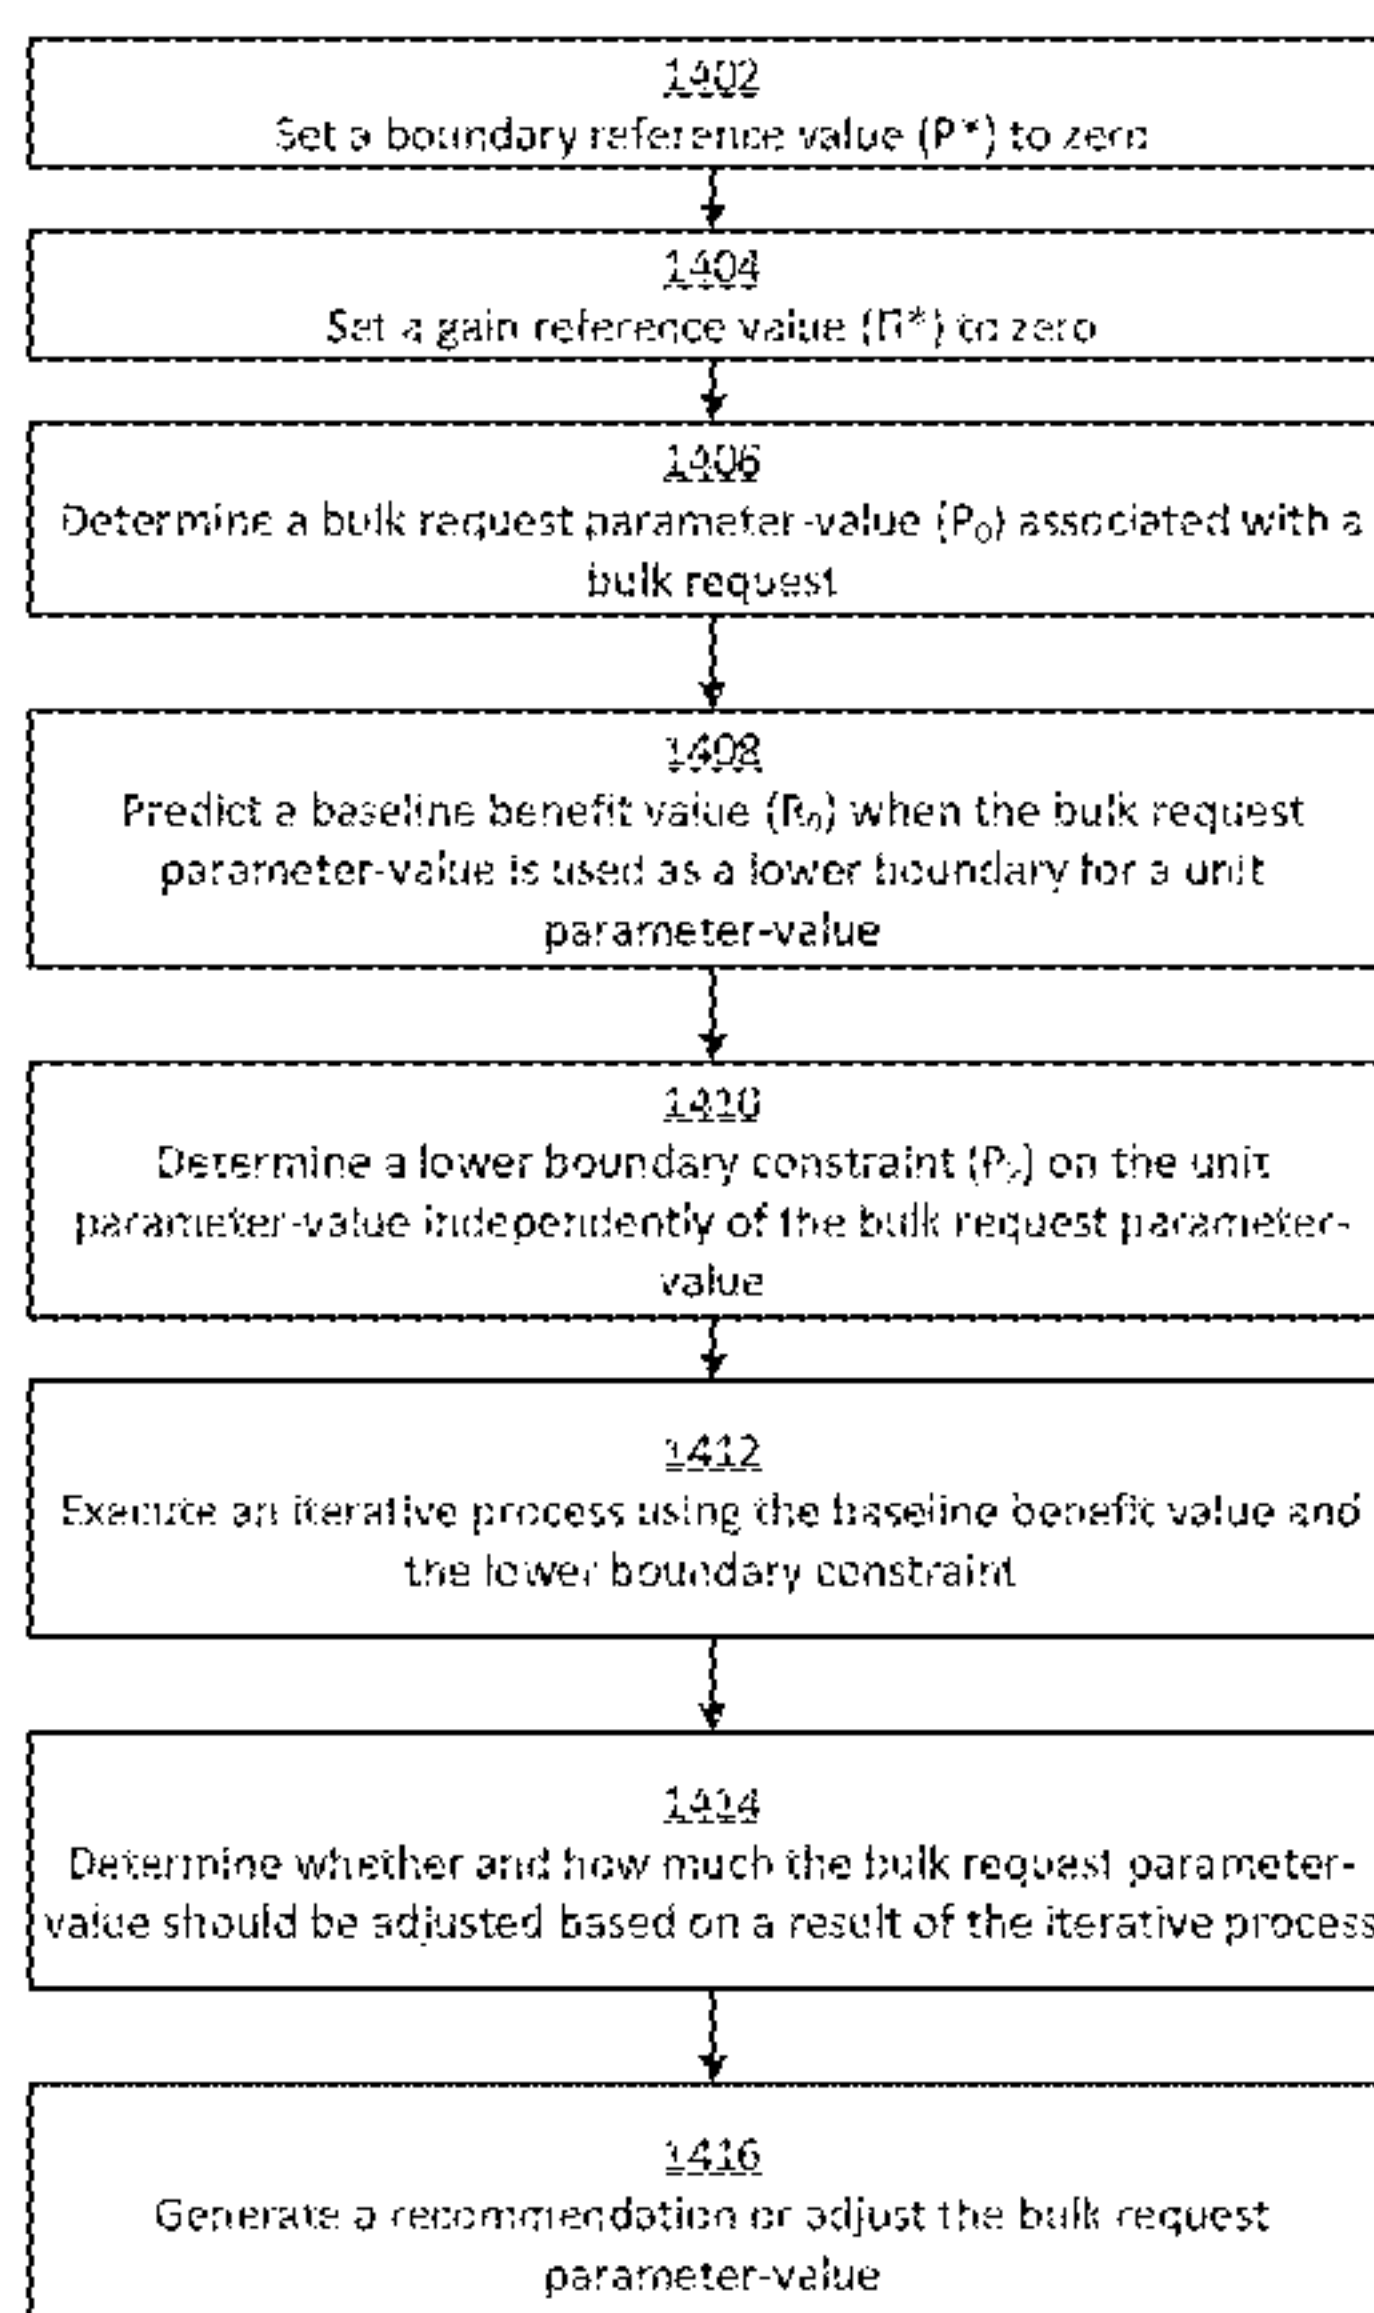 1402
Set a boundary reference value (P*) to zero
1404
Set a gain reference value (Π*) to zero
1406
Determine a bulk request parameter-value (P₀) associated with a
bulk request
1408
Predict a baseline benefit value (R₀) when the bulk request
parameter-value is used as a lower boundary for a unit
parameter-value
1410
Determine a lower boundary constraint on the unit
parameter-value independently of the bulk request parameter-
value
1412
Execute an iterative process using the baseline benefit value and
the lower boundary constraint
1414
Determine whether and how much the bulk request parameter-
value should be adjusted based on a result of the iterative process
1416
Generate a recommendation or adjust the bulk request
parameter-value